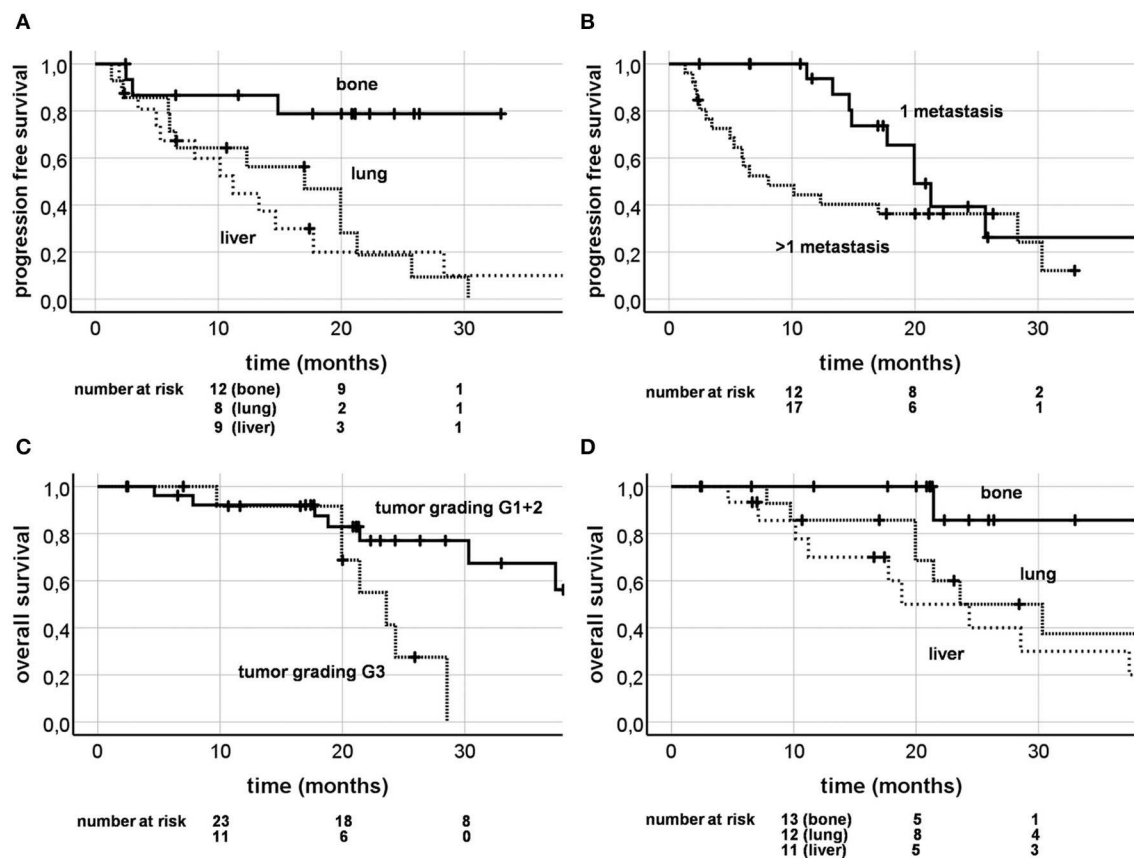 A
progression free survival
1,0
0,8
0,6
0,4
0,2
0,0
bone
lung
liver
0 10 20 30
time (months)
number at risk 12 (bone) 9 1
8 (lung) 2 1
9 (liver) 3 1
B
progression free survival
1,0
0,8
0,6
0,4
0,2
0,0
1 metastasis
>1 metastasis
0 10 20 30
time (months)
number at risk 12 8 2
17 6 1
C
overall survival
1,0
0,8
0,6
0,4
0,2
0,0
tumor grading G1+2
tumor grading G3
0 10 20 30
time (months)
number at risk 23 18 8
11 6 0
D
overall survival
1,0
0,8
0,6
0,4
0,2
0,0
bone
lung
liver
0 10 20 30
time (months)
number at risk 13 (bone) 5 1
12 (lung) 8 4
11 (liver) 5 3